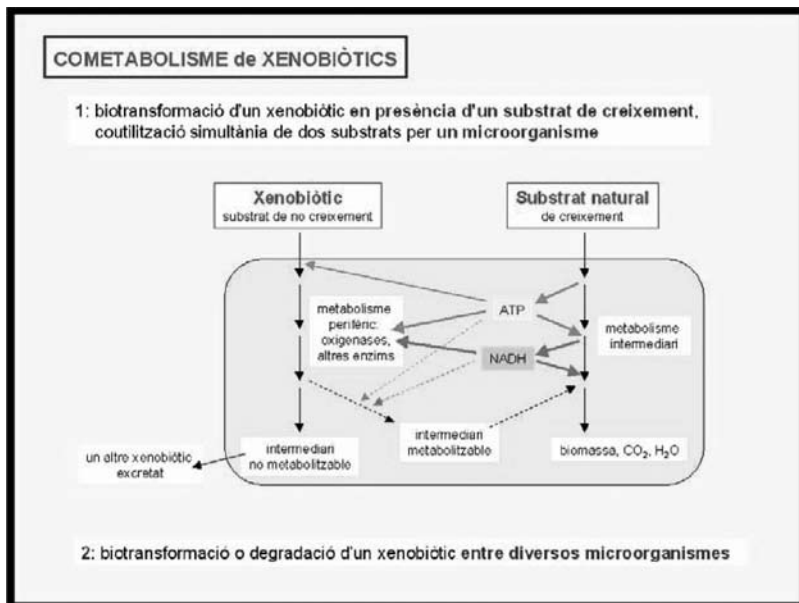 COMETABOLISME de XENOBIÒTICS
1: biotransformació d'un xenobiòtic en presència d'un substrat de creixement,
coutilització simultània de dos substrats per un microorganisme
Xenobiòtic
substrat de no creixement
Substrat natural
de creixement
metabolisme
perifèric:
oxigenases,
altres enzims
ATP
NADH
metabolisme
intermediari
un altre xenobiòtic
excretat
intermediari
no metabolitzable
intermediari
metabolitzable
biomassa, CO₂, H₂O
2: biotransformació o degradació d'un xenobiòtic entre diversos microorganismes